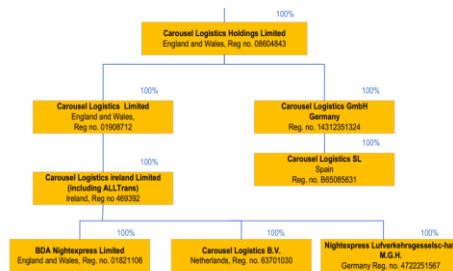 100%
Carousel Logistics Holdings Limited
England and Wales, Reg no. 08604843
100%
Carousel Logistics Limited
England and Wales,
Reg no. 01908712
100%
Carousel Logistics GmbH
Germany
Reg. no. 14312351324
100%
Carousel Logistics ireland Limited
(including ALLTrans)
Ireland, Reg no 469392
100%
Carousel Logistics SL
Spain
Reg. no. B65085631
100%
BDA Nightexpress Limited
England and Wales, Reg. no. 01821106
100%
Carousel Logistics B.V.
Netherlands, Reg no. 63701030
100%
Nightexpress Lufverkehrsgesselsc-haft
M.G.H.
Germany Reg no. 4722251567